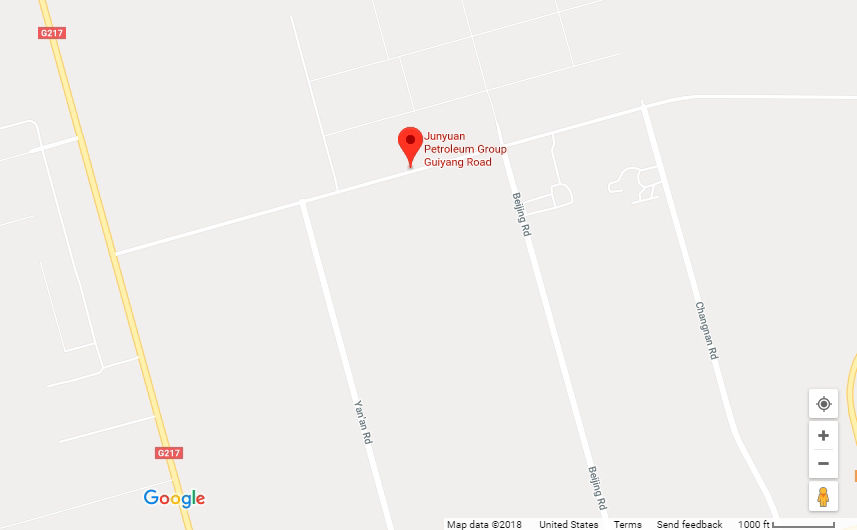 G217
Junyuan
Petroleum Group
Guiyang Road
Beijing Rd
Changnan Rd
Yan'an Rd
G217
Beijing Rd
Google
Map data ©2018 United States Terms Send feedback 1000 ft